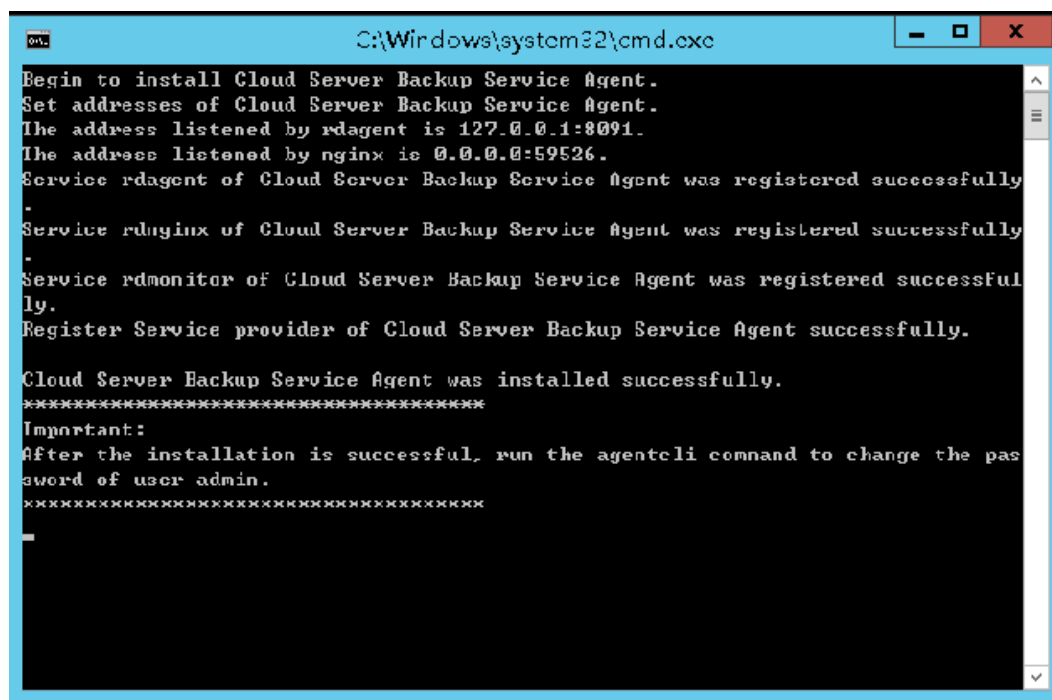 C:\Windows\system32\cmd.exe
Begin to install Cloud Server Backup Service Agent.
Set addresses of Cloud Server Backup Service Agent.
The address listened by rdagent is 127.0.0.1:8091.
The address listened by nginx is 0.0.0.0:59526.
Service rdagent of Cloud Server Backup Service Agent was registered successfully
.
Service rdnginx of Cloud Server Backup Service Agent was registered successfully
.
Service rdmonitor of Cloud Server Backup Service Agent was registered successful
ly.
Register Service provider of Cloud Server Backup Service Agent successfully.
Cloud Server Backup Service Agent was installed successfully.
*************************************
Important:
After the installation is successful, run the agentcli command to change the pas
sword of user admin.
*************************************